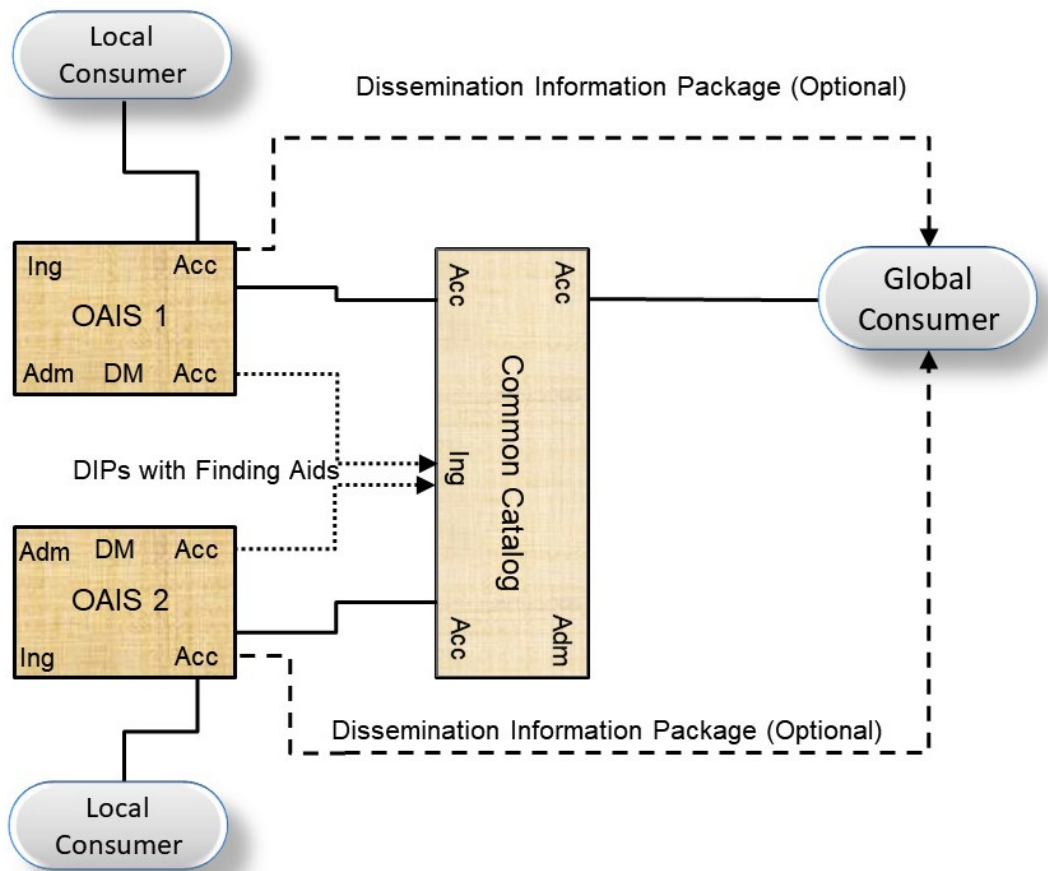 Local
Consumer
Dissemination Information Package (Optional)
Ing
Acc
OAIS 1
Adm DM Acc
Acc
Acc
Global
Consumer
DIPs with Finding Aids
Ing
Common Catalog
Adm DM Acc
OAIS 2
Ing
Acc
Acc
Adm
Dissemination Information Package (Optional)
Local
Consumer